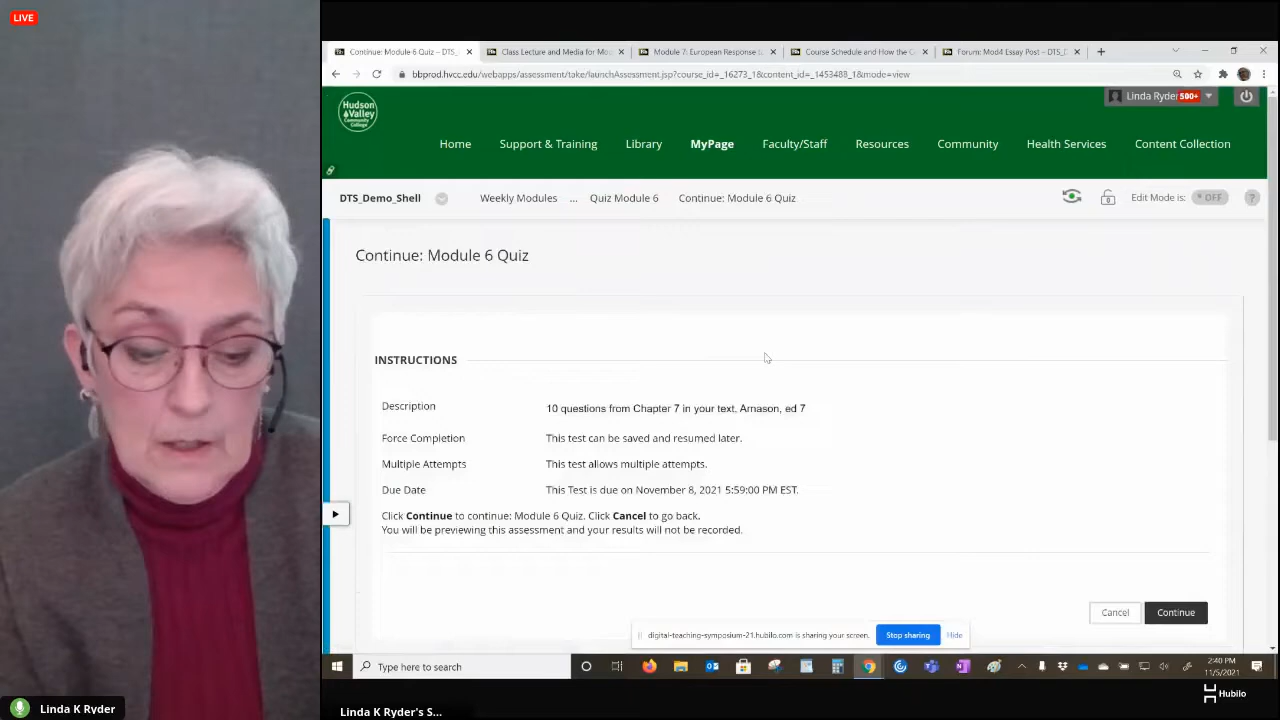 LIVE
Continue: Module 6 Quiz – DTS_
Class Lecture and Media for Mo
Module 7: European Response t
Course Schedule and How the C
Forum: Mod4 Essay Post – DTS_D
bbprod.hvcc.edu/webapps/assessment/take/launchAssessment.jsp?course_id=_16273_1&content_id=_1453488_1&mode=view
Linda Ryder 500+
Hudson
Valley
Community
College
Home Support & Training Library MyPage Faculty/Staff Resources Community Health Services Content Collection
DTS_Demo_Shell Weekly Modules ... Quiz Module 6 Continue: Module 6 Quiz Edit Mode is: OFF ?
Continue: Module 6 Quiz
INSTRUCTIONS
Description 10 questions from Chapter 7 in your text, Arnason, ed 7
Force Completion This test can be saved and resumed later.
Multiple Attempts This test allows multiple attempts.
Due Date This Test is due on November 8, 2021 5:59:00 PM EST.
Click Continue to continue: Module 6 Quiz. Click Cancel to go back.
You will be previewing this assessment and your results will not be recorded.
Cancel Continue
digital-teaching-symposium-21.hubilo.com is sharing your screen. Stop sharing Hide
Type here to search
2:40 PM
11/5/2021
Hubilo
Linda K Ryder
Linda K Ryder's S...